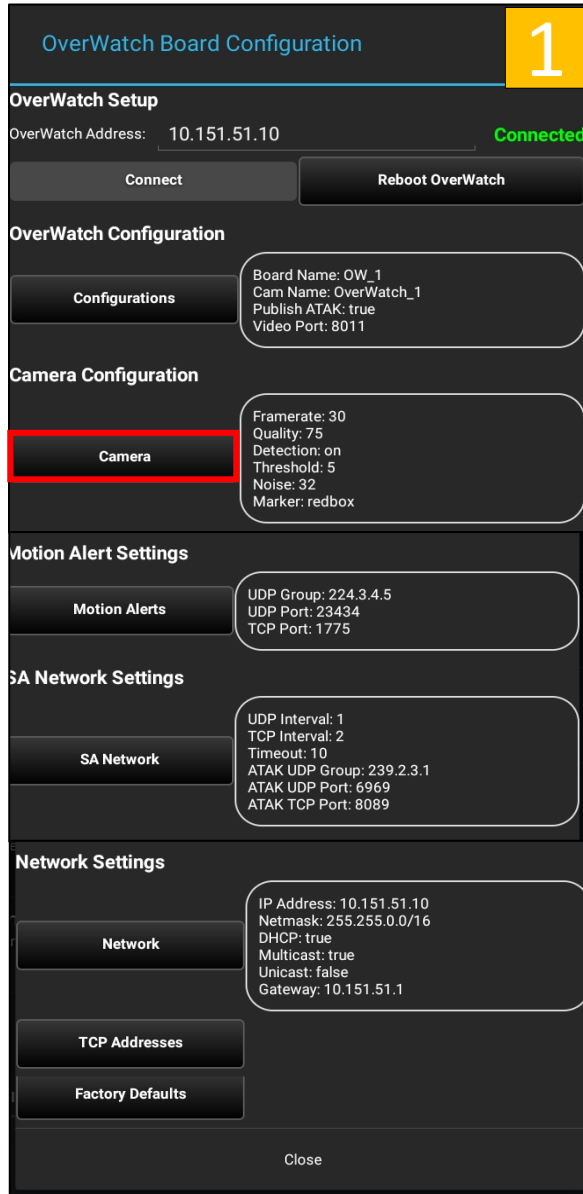 OverWatch Board Configuration
1
OverWatch Setup
OverWatch Address: 10.151.51.10 Connected
Connect Reboot OverWatch
OverWatch Configuration
Configurations
Board Name: OW_1
Cam Name: OverWatch_1
Publish ATAK: true
Video Port: 8011
Camera Configuration
Camera
Framerate: 30
Quality: 75
Detection: on
Threshold: 5
Noise: 32
Marker: redbox
Motion Alert Settings
Motion Alerts
UDP Group: 224.3.4.5
UDP Port: 23434
TCP Port: 1775
SA Network Settings
SA Network
UDP Interval: 1
TCP Interval: 2
Timeout: 10
ATAK UDP Group: 239.2.3.1
ATAK UDP Port: 6969
ATAK TCP Port: 8089
Network Settings
Network
IP Address: 10.151.51.10
Netmask: 255.255.0.0/16
DHCP: true
Multicast: true
Unicast: false
Gateway: 10.151.51.1
TCP Addresses
Factory Defaults
Close